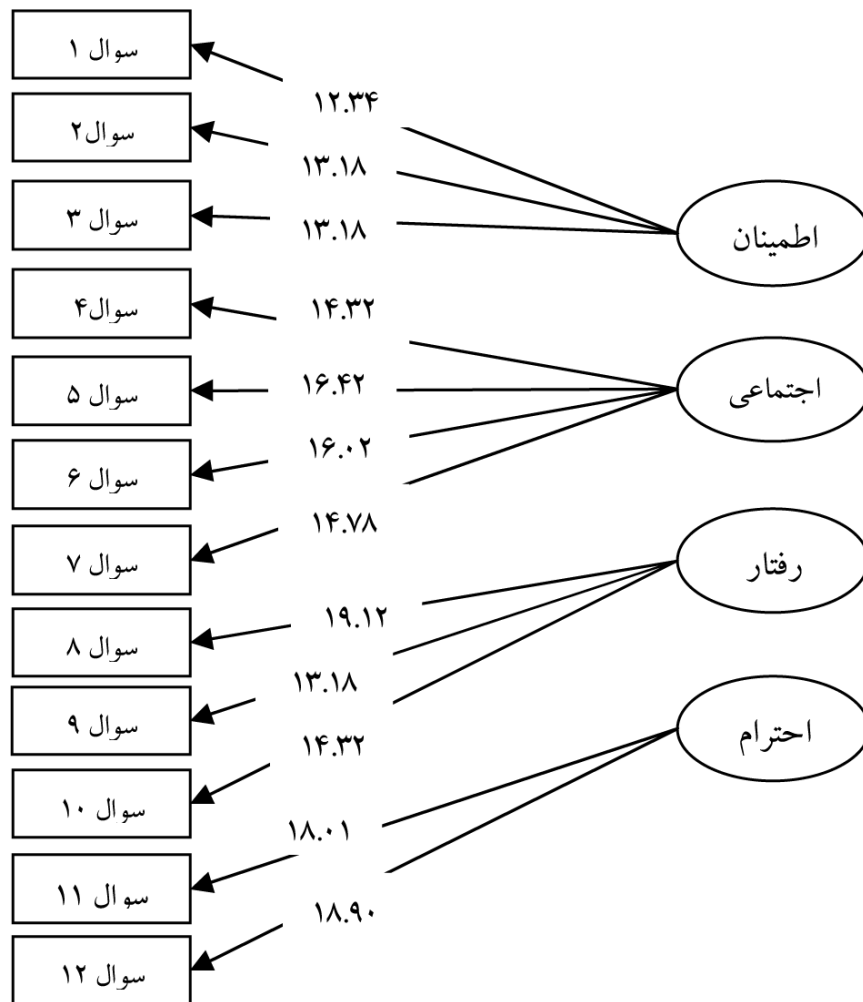 سوال ۱
۱۲.۳۴
سوال۲
۱۳.۱۸
سوال ۳
۱۳.۱۸
اطمینان
سوال۴
۱۴.۳۲
سوال ۵
۱۶.۴۲
اجتماعی
سوال ۶
۱۶.۰۲
سوال ۷
۱۴.۷۸
رفتار
سوال ۸
۱۹.۱۲
سوال ۹
۱۳.۱۸
سوال ۱۰
۱۴.۳۲
احترام
سوال ۱۱
۱۸.۰۱
سوال ۱۲
۱۸.۹۰